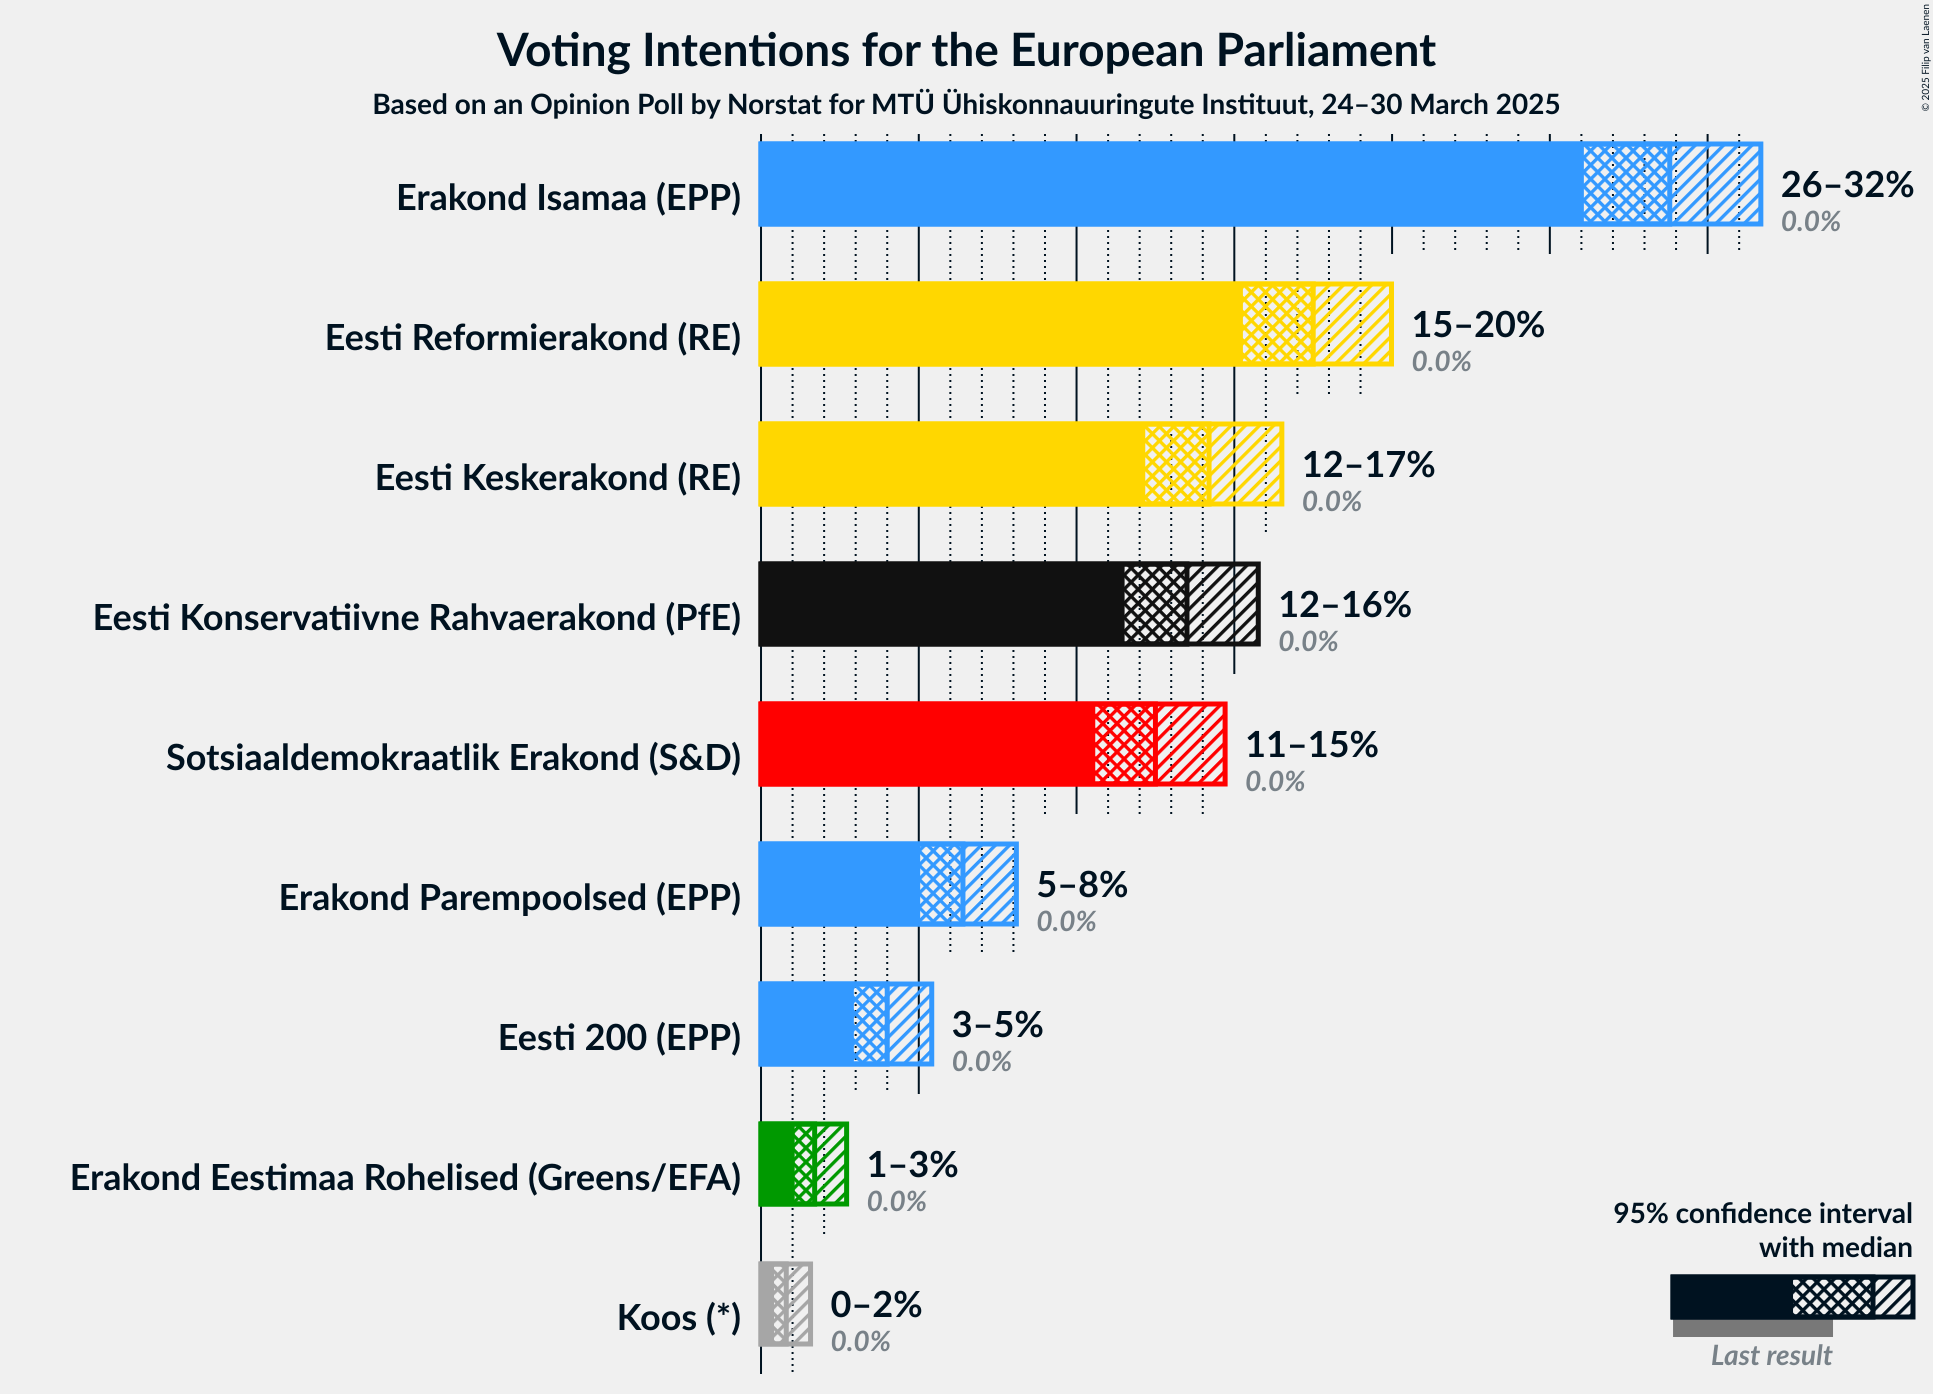 Voting Intentions for the European Parliament
Based on an Opinion Poll by Norstat for MTÜ Ühiskonnauuringute Instituut, 24–30 March 2025
© 2025 Filip van Laenen
Erakond Isamaa (EPP)
26–32%
0.0%
Eesti Reformierakond (RE)
15–20%
0.0%
Eesti Keskerakond (RE)
12–17%
0.0%
Eesti Konservatiivne Rahvaerakond (PfE)
12–16%
0.0%
Sotsiaaldemokraatlik Erakond (S&D)
11–15%
0.0%
Erakond Parempoolsed (EPP)
5–8%
0.0%
Eesti 200 (EPP)
3–5%
0.0%
Erakond Eestimaa Rohelised (Greens/EFA)
1–3%
0.0%
Koos (*)
0–2%
0.0%
95% confidence interval
with median
Last result